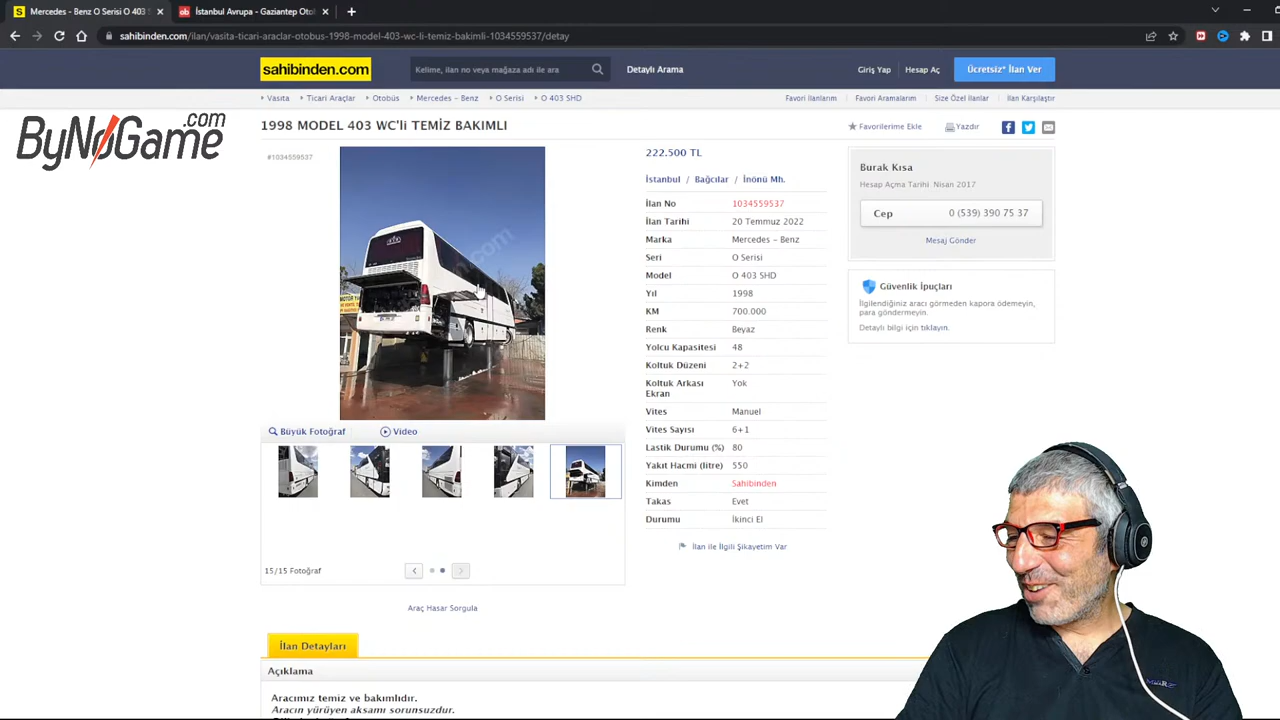 Mercedes - Benz O Serisi O 403 S
İstanbul Avrupa - Gaziantep Otob
sahibinden.com/ilan/vasita-ticari-araclar-otobus-1998-model-403-wc-li-temiz-bakimli-1034559537/detay
sahibinden.com
Kelime, ilan no veya mağaza adı ile ara
Detaylı Arama
Giriş Yap
Hesap Aç
Ücretsiz* İlan Ver
Vasıta
Ticari Araçlar
Otobüs
Mercedes - Benz
O Serisi
O 403 SHD
Favori İlanlarım
Favori Aramalarım
Size Özel İlanlar
İlan Karşılaştır
ByNoGame.com
1998 MODEL 403 WC'li TEMİZ BAKIMLI
Favorilerime Ekle
Yazdır
#1034559537
222.500 TL
İstanbul / Bağcılar / İnönü Mh.
İlan No 1034559537
İlan Tarihi 20 Temmuz 2022
Marka Mercedes - Benz
Seri O Serisi
Model O 403 SHD
Yıl 1998
KM 700.000
Renk Beyaz
Yolcu Kapasitesi 48
Koltuk Düzeni 2+2
Koltuk Arkası Yok
Ekran
Vites Manuel
Vites Sayısı 6+1
Lastik Durumu (%) 80
Yakıt Hacmi (litre) 550
Kimden Sahibinden
Takas Evet
Durumu İkinci El
İlan ile İlgili Şikayetim Var
Burak Kısa
Hesap Açma Tarihi Nisan 2017
Cep 0 (539) 390 75 37
Mesaj Gönder
Güvenlik İpuçları
İlgilendiğiniz aracı görmeden kapora ödemeyin,
para göndermeyin.
Detaylı bilgi için tıklayın.
Büyük Fotoğraf
Video
15/15 Fotoğraf
Araç Hasar Sorgula
İlan Detayları
Açıklama
Aracımız temiz ve bakımlıdır.
Aracın yürüyen aksamı sorunsuzdur.